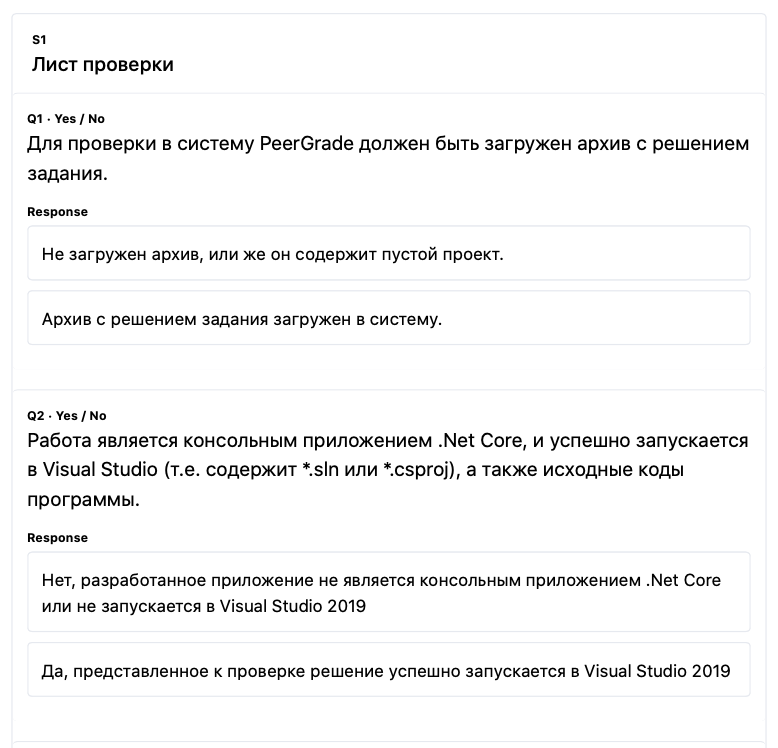 S1
Лист проверки
Q1 · Yes / No
Для проверки в систему PeerGrade должен быть загружен архив с решением
задания.
Response
Не загружен архив, или же он содержит пустой проект.
Архив с решением задания загружен в систему.
Q2 · Yes / No
Работа является консольным приложением .Net Core, и успешно запускается
в Visual Studio (т.е. содержит *.sln или *.csproj), а также исходные коды
программы.
Response
Нет, разработанное приложение не является консольным приложением .Net Core
или не запускается в Visual Studio 2019
Да, представленное к проверке решение успешно запускается в Visual Studio 2019